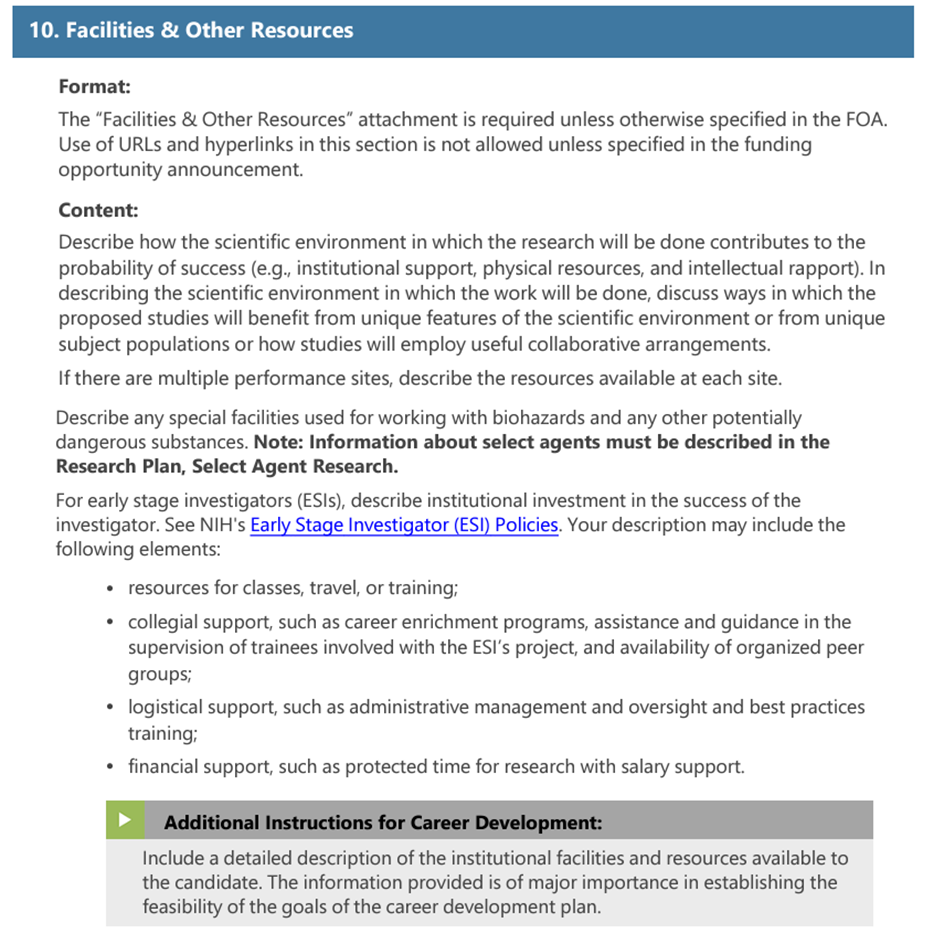 10. Facilities & Other Resources
Format:
The “Facilities & Other Resources” attachment is required unless otherwise specified in the FOA.
Use of URLs and hyperlinks in this section is not allowed unless specified in the funding
opportunity announcement.
Content:
Describe how the scientific environment in which the research will be done contributes to the
probability of success (e.g., institutional support, physical resources, and intellectual rapport). In
describing the scientific environment in which the work will be done, discuss ways in which the
proposed studies will benefit from unique features of the scientific environment or from unique
subject populations or how studies will employ useful collaborative arrangements.
If there are multiple performance sites, describe the resources available at each site.
Describe any special facilities used for working with biohazards and any other potentially
dangerous substances. Note: Information about select agents must be described in the
Research Plan, Select Agent Research.
For early stage investigators (ESIs), describe institutional investment in the success of the
investigator. See NIH's Early Stage Investigator (ESI) Policies. Your description may include the
following elements:
• resources for classes, travel, or training;
• collegial support, such as career enrichment programs, assistance and guidance in the
supervision of trainees involved with the ESI’s project, and availability of organized peer
groups;
• logistical support, such as administrative management and oversight and best practices
training;
• financial support, such as protected time for research with salary support.
Additional Instructions for Career Development:
Include a detailed description of the institutional facilities and resources available to
the candidate. The information provided is of major importance in establishing the
feasibility of the goals of the career development plan.